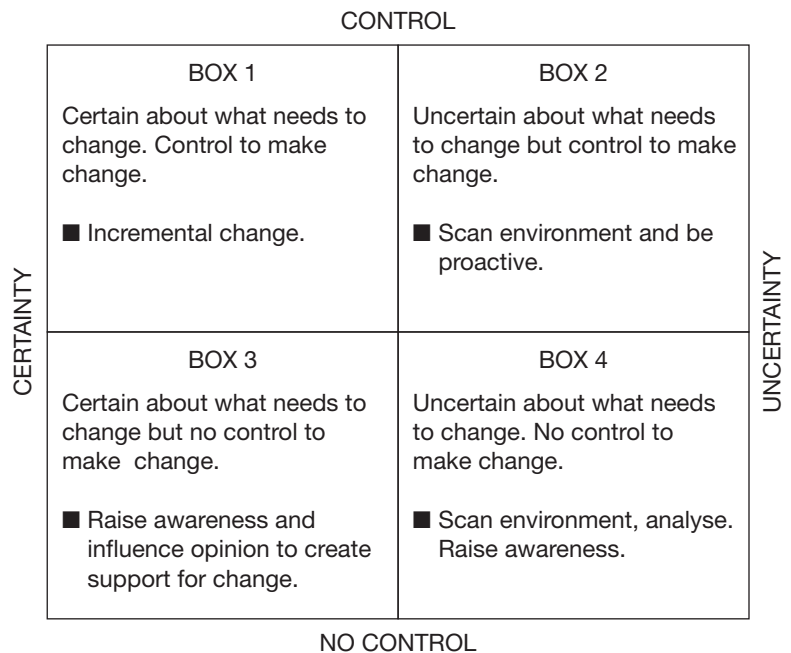 CONTROL
BOX 1
Certain about what needs to
change. Control to make
change.
■ Incremental change.
BOX 2
Uncertain about what needs
to change but control to make
change.
■ Scan environment and be
proactive.
CERTAINTY
UNCERTAINTY
BOX 3
Certain about what needs to
change but no control to
make change.
■ Raise awareness and
influence opinion to create
support for change.
BOX 4
Uncertain about what needs
to change. No control to
make change.
■ Scan environment, analyse.
Raise awareness.
NO CONTROL